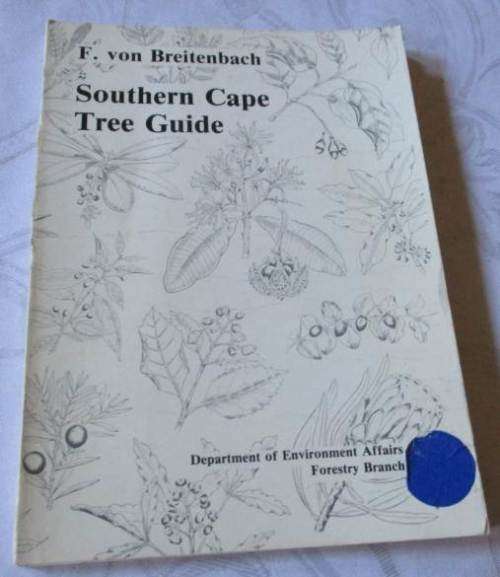 F. von Breitenbach
Southern Cape
Tree Guide
Department of Environment Affairs
Forestry Branch